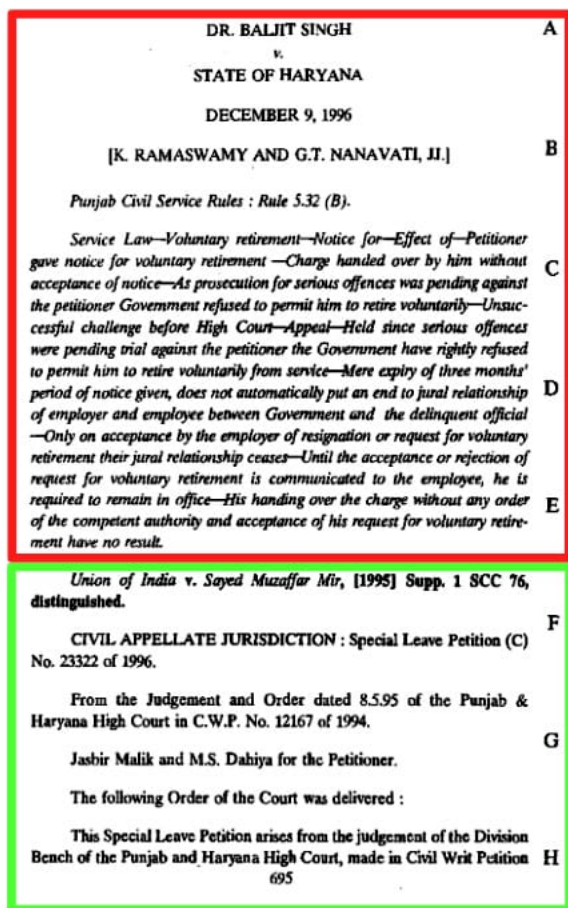 DR. BALJIT SINGH A
v.
STATE OF HARYANA
DECEMBER 9, 1996
[K. RAMASWAMY AND G.T. NANAVATI, JJ.] B
Punjab Civil Service Rules : Rule 5.32 (B).
Service Law—Voluntary retirement—Notice for—Effect of—Petitioner
gave notice for voluntary retirement —Charge handed over by him without C
acceptance of notice—As prosecution for serious offences was pending against
the petitioner Government refused to permit him to retire voluntarily—Unsuc-
cessful challenge before High Court—Appeal—Held since serious offences
were pending trial against the petitioner the Government have rightly refused
to permit him to retire voluntarily from service—Mere expiry of three months'
period of notice given, does not automatically put an end to jural relationship D
of employer and employee between Government and the delinquent official
—Only on acceptance by the employer of resignation or request for voluntary
retirement their jural relationship ceases—Until the acceptance or rejection of
request for voluntary retirement is communicated to the employee, he is
required to remain in office—His handing over the charge without any order E
of the competent authority and acceptance of his request for voluntary retire-
ment have no result.
Union of India v. Sayed Muzaffar Mir, [1995] Supp. 1 SCC 76,
distinguished.
F
CIVIL APPELLATE JURISDICTION : Special Leave Petition (C)
No. 23322 of 1996.
From the Judgement and Order dated 8.5.95 of the Punjab &
Haryana High Court in C.W.P. No. 12167 of 1994.
G
Jasbir Malik and M.S. Dahiya for the Petitioner.
The following Order of the Court was delivered :
This Special Leave Petition arises from the judgement of the Division
Bench of the Punjab and Haryana High Court, made in Civil Writ Petition H
695